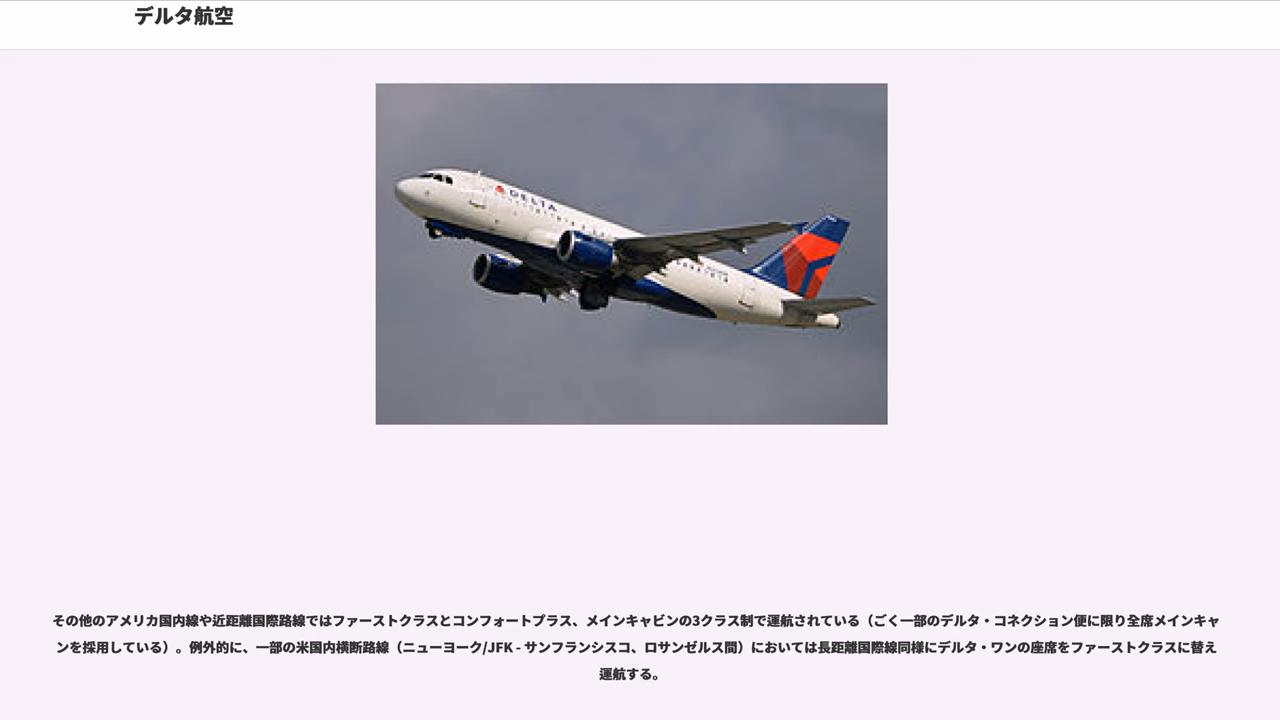 デルタ航空
DELTA
その他のアメリカ国内線や近距離国際路線ではファーストクラスとコンフォートプラス、メインキャビンの3クラス制で運航されている（ごく一部のデルタ・コネクション便に限り全席メインキャ
ンを採用している）。例外的に、一部の米国内横断路線（ニューヨーク/JFK - サンフランシスコ、ロサンゼルス間）においては長距離国際線同様にデルタ・ワンの座席をファーストクラスに替え
運航する。